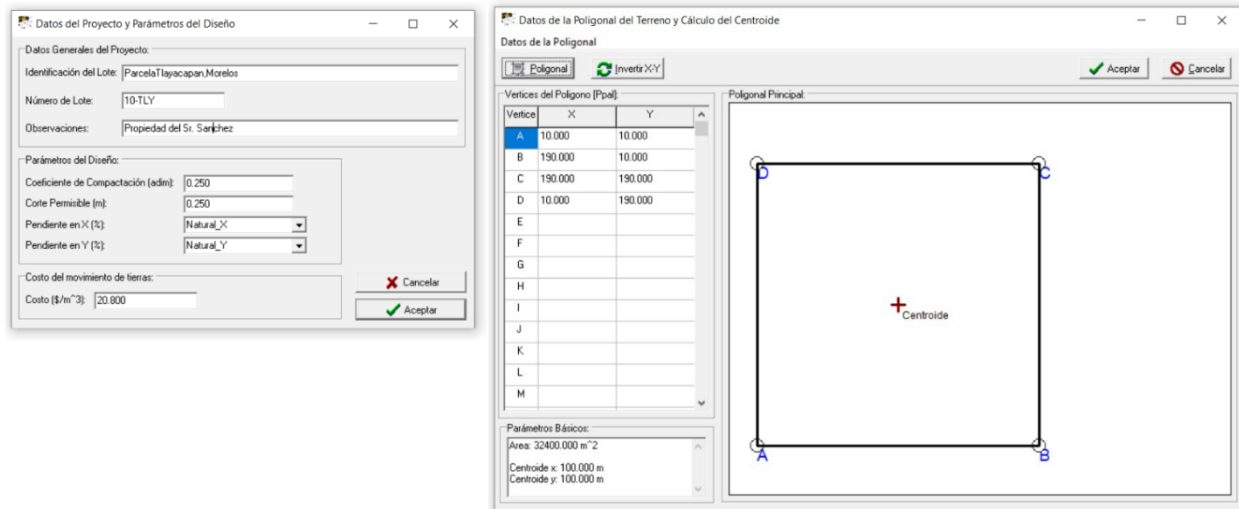 Datos del Proyecto y Parámetros del Diseño
Datos Generales del Proyecto:
Identificación del Lote: ParcelaTlayacapan,Morelos
Número de Lote: 10-TLY
Observaciones: Propiedad del Sr. Sanchez
Parámetros del Diseño:
Coeficiente de Compactación (adim): 0.250
Corte Permisible (m): 0.250
Pendiente en X (%): Natural_X
Pendiente en Y (%): Natural_Y
Costo del movimiento de tierras:
Costo ($/m^3): 20.800
Cancelar
Aceptar
Datos de la Poligonal del Terreno y Cálculo del Centroide
Datos de la Poligonal
Poligonal Invertir X-Y Aceptar Cancelar
Vertices del Poligono [Ppal]:
Vertice X Y
A 10.000 10.000
B 190.000 10.000
C 190.000 190.000
D 10.000 190.000
E
F
G
H
I
J
K
L
M
Parámetros Básicos:
Area: 32400.000 m^2
Centroide x: 100.000 m
Centroide y: 100.000 m
Poligonal Principal:
D C
Centroide
A B